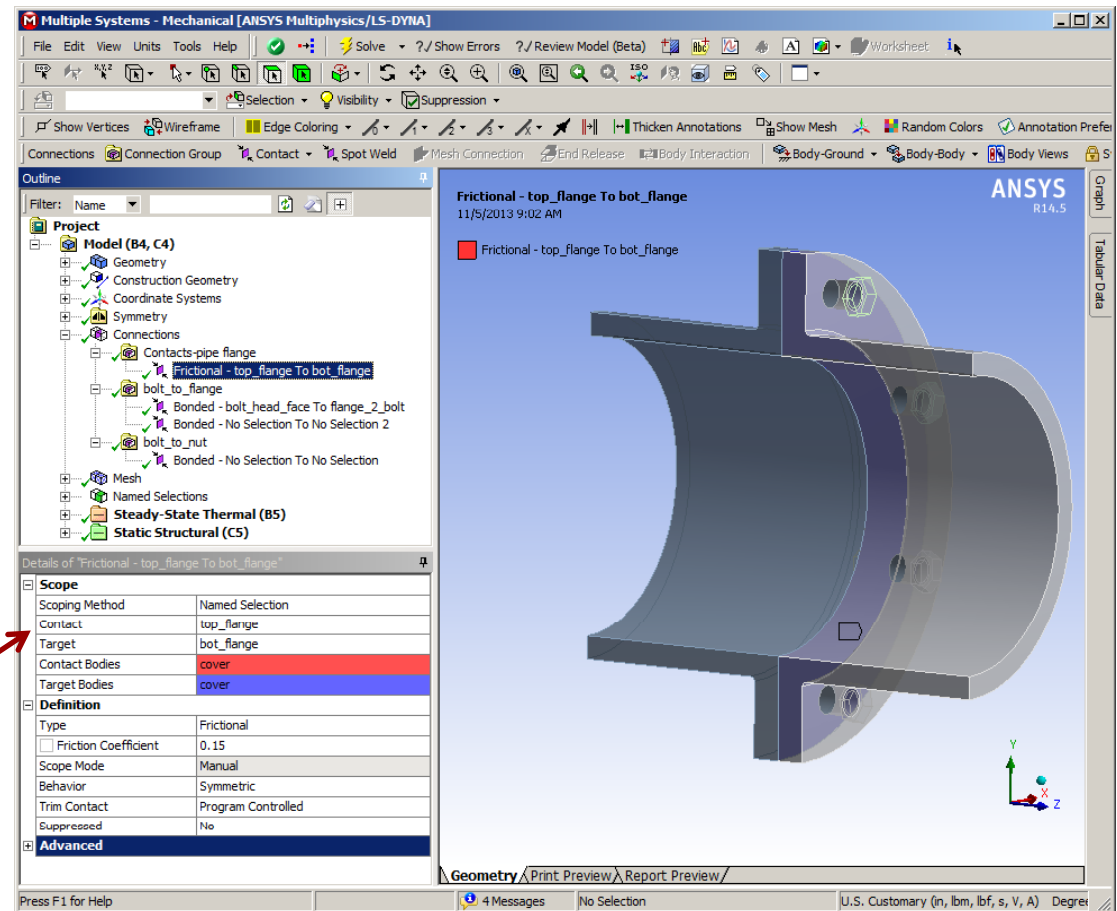 Multiple Systems - Mechanical [ANSYS Multiphysics/LS-DYNA]
File Edit View Units Tools Help Solve ?/ Show Errors ?/ Review Model (Beta) Abc A Worksheet i
x,y,z ISO
Selection Visibility Suppression
Show Vertices Wireframe Edge Coloring Thicken Annotations Show Mesh Random Colors Annotation Prefer
Connections Connection Group Contact Spot Weld Mesh Connection End Release Body Interaction Body-Ground Body-Body Body Views S
Outline
Filter: Name
Project
Model (B4, C4)
Geometry
Construction Geometry
Coordinate Systems
Symmetry
Connections
Contacts-pipe flange
Frictional - top_flange To bot_flange
bolt_to_flange
Bonded - bolt_head_face To flange_2_bolt
Bonded - No Selection To No Selection 2
bolt_to_nut
Bonded - No Selection To No Selection
Mesh
Named Selections
Steady-State Thermal (B5)
Static Structural (C5)
Details of "Frictional - top_flange To bot_flange"
Scope
Scoping Method Named Selection
Contact top_flange
Target bot_flange
Contact Bodies cover
Target Bodies cover
Definition
Type Frictional
Friction Coefficient 0.15
Scope Mode Manual
Behavior Symmetric
Trim Contact Program Controlled
Suppressed No
Advanced
Frictional - top_flange To bot_flange
11/5/2013 9:02 AM
Frictional - top_flange To bot_flange
ANSYS
R14.5
Y
X
Z
Graph
Tabular Data
Geometry Print Preview Report Preview
Press F1 for Help 4 Messages No Selection U.S. Customary (in, lbm, lbf, s, V, A) Degree